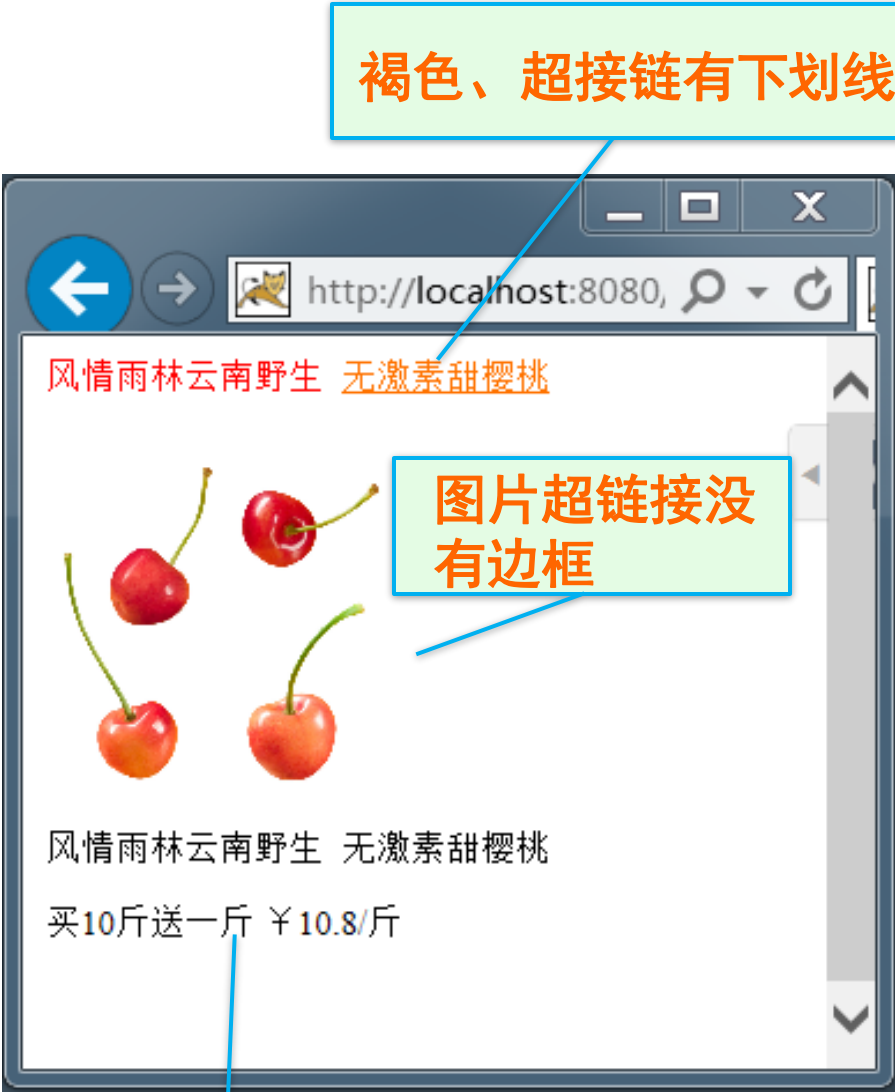 褐色、超接链有下划线
http://localhost:8080,
风情雨林云南野生 无激素甜樱桃
图片超链接没
有边框
风情雨林云南野生 无激素甜樱桃
买10斤送一斤 ￥10.8/斤